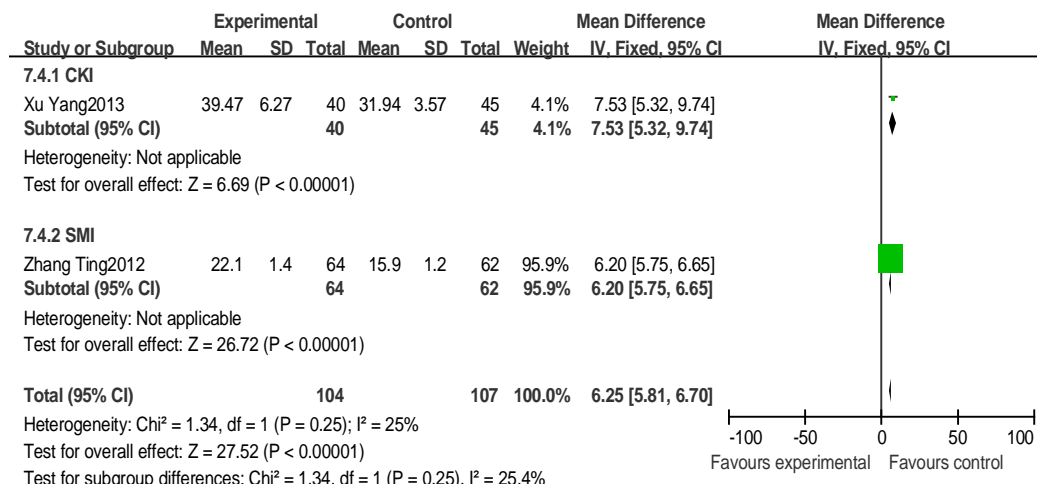 Experimental Control Mean Difference Mean Difference
Study or Subgroup Mean SD Total Mean SD Total Weight IV, Fixed, 95% CI IV, Fixed, 95% CI
7.4.1 CKI
Xu Yang2013 39.47 6.27 40 31.94 3.57 45 4.1% 7.53 [5.32, 9.74]
Subtotal (95% CI) 40 45 4.1% 7.53 [5.32, 9.74]
Heterogeneity: Not applicable
Test for overall effect: Z = 6.69 (P < 0.00001)
7.4.2 SMI
Zhang Ting2012 22.1 1.4 64 15.9 1.2 62 95.9% 6.20 [5.75, 6.65]
Subtotal (95% CI) 64 62 95.9% 6.20 [5.75, 6.65]
Heterogeneity: Not applicable
Test for overall effect: Z = 26.72 (P < 0.00001)
Total (95% CI) 104 107 100.0% 6.25 [5.81, 6.70]
Heterogeneity: Chi² = 1.34, df = 1 (P = 0.25); I² = 25%
Test for overall effect: Z = 27.52 (P < 0.00001)
Test for subgroup differences: Chi² = 1.34, df = 1 (P = 0.25), I² = 25.4%
-100 -50 0 50 100
Favours experimental Favours control